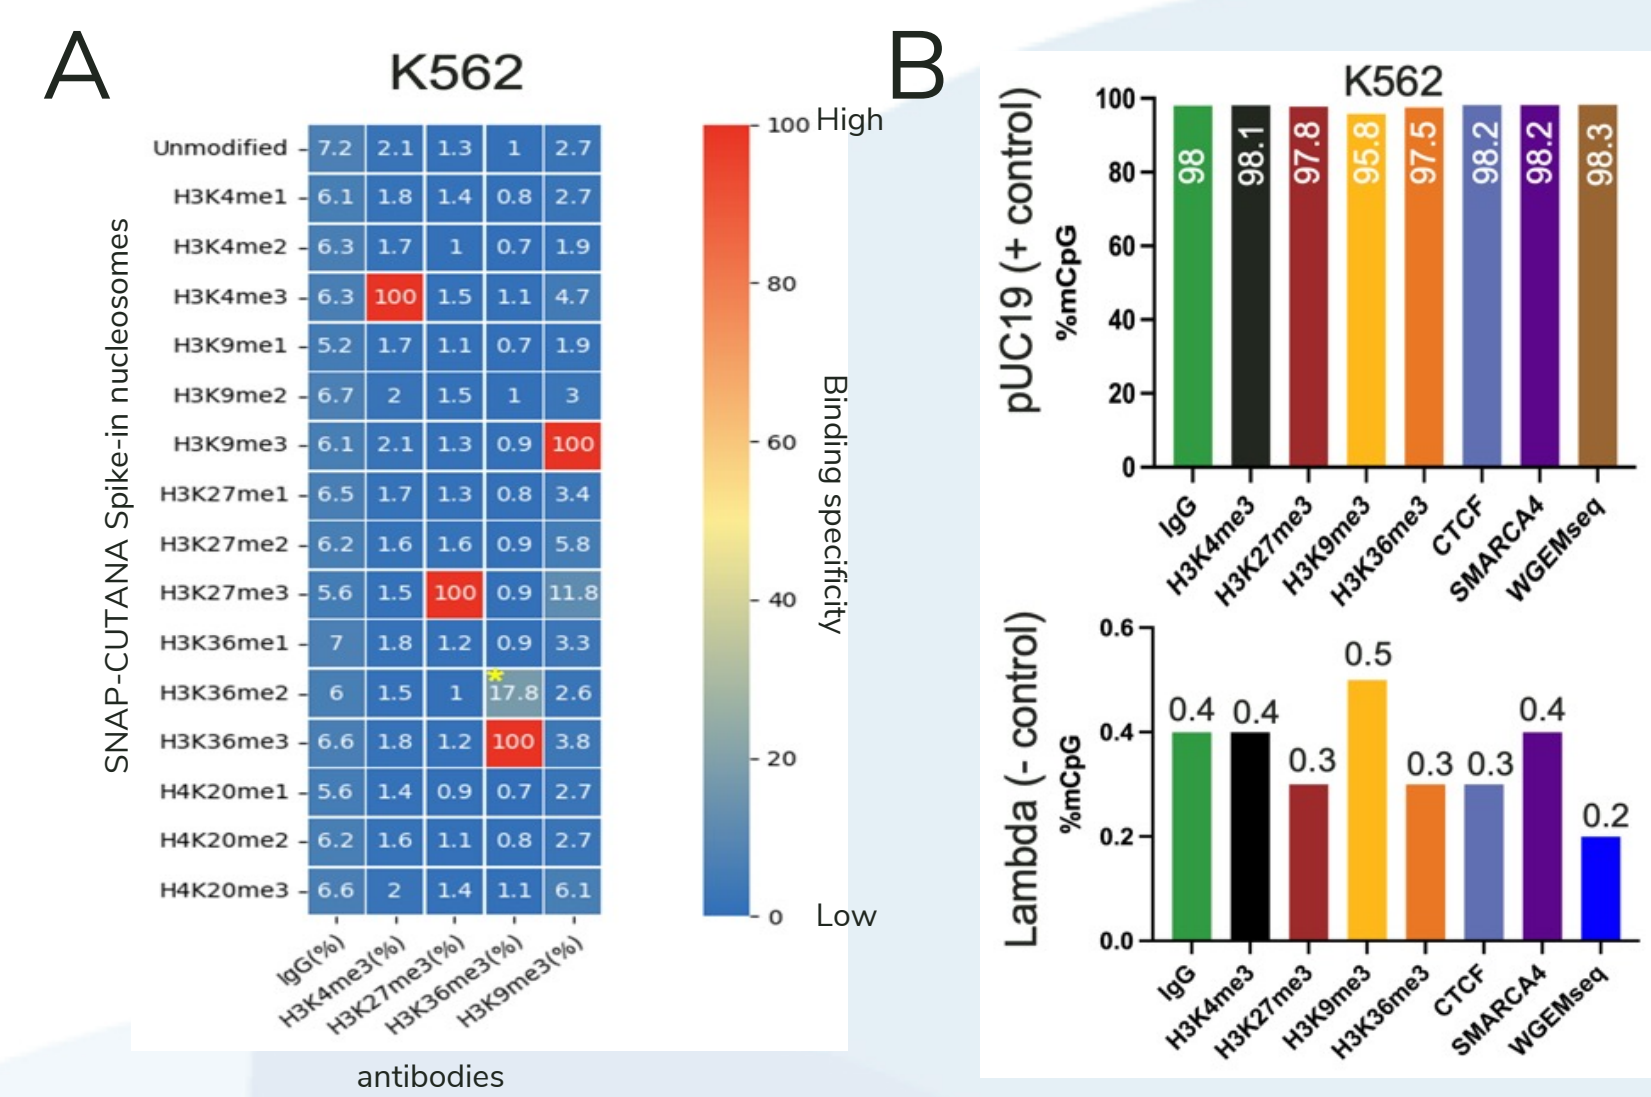 A
K562
SNAP-CUTANA Spike-in nucleosomes
Unmodified 7.2 2.1 1.3 1 2.7
H3K4me1 6.1 1.8 1.4 0.8 2.7
H3K4me2 6.3 1.7 1 0.7 1.9
H3K4me3 6.3 100 1.5 1.1 4.7
H3K9me1 5.2 1.7 1.1 0.7 1.9
H3K9me2 6.7 2 1.5 1 3
H3K9me3 6.1 2.1 1.3 0.9 100
H3K27me1 6.5 1.7 1.3 0.8 3.4
H3K27me2 6.2 1.6 1.6 0.9 5.8
H3K27me3 5.6 1.5 100 0.9 11.8
H3K36me1 7 1.8 1.2 0.9 3.3
H3K36me2 6 1.5 1 *17.8 2.6
H3K36me3 6.6 1.8 1.2 100 3.8
H4K20me1 5.6 1.4 0.9 0.7 2.7
H4K20me2 6.2 1.6 1.1 0.8 2.7
H4K20me3 6.6 2 1.4 1.1 6.1
IgG(%) H3K4me3(%) H3K27me3(%) H3K36me3(%) H3K9me3(%)
antibodies
100 High
80
60
40
20
0 Low
Binding specificity
B
K562
pUC19 (+ control)
%mCpG
100
80
60
40
20
0
98 98.1 97.8 95.8 97.5 98.2 98.2 98.3
IgG H3K4me3 H3K27me3 H3K9me3 H3K36me3 CTCF SMARCA4 WGEMseq
Lambda (- control)
%mCpG
0.6
0.4
0.2
0.0
0.4 0.4 0.3 0.5 0.3 0.3 0.4 0.2
IgG H3K4me3 H3K27me3 H3K9me3 H3K36me3 CTCF SMARCA4 WGEMseq